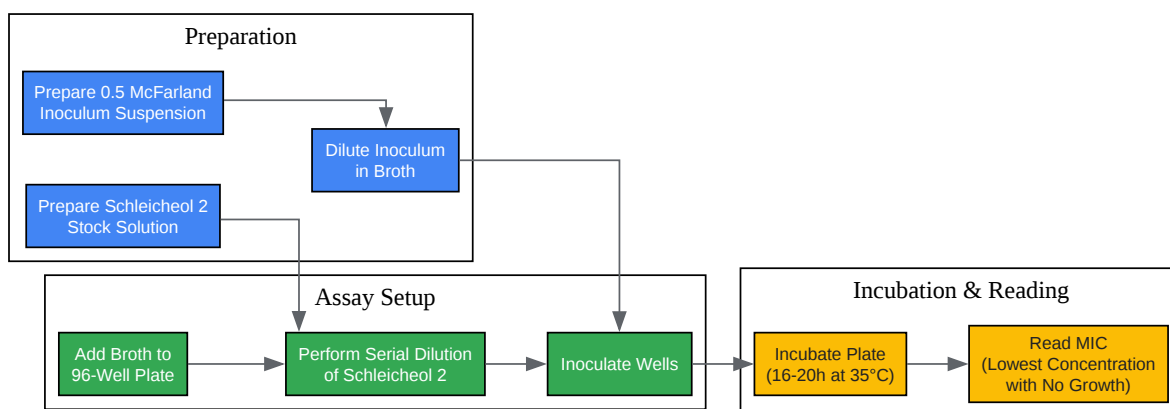 Preparation
Prepare 0.5 McFarland
Inoculum Suspension
Dilute Inoculum
in Broth
Prepare Schleicheol 2
Stock Solution
Assay Setup
Add Broth to
96-Well Plate
Perform Serial Dilution
of Schleicheol 2
Inoculate Wells
Incubation & Reading
Incubate Plate
(16-20h at 35°C)
Read MIC
(Lowest Concentration
with No Growth)